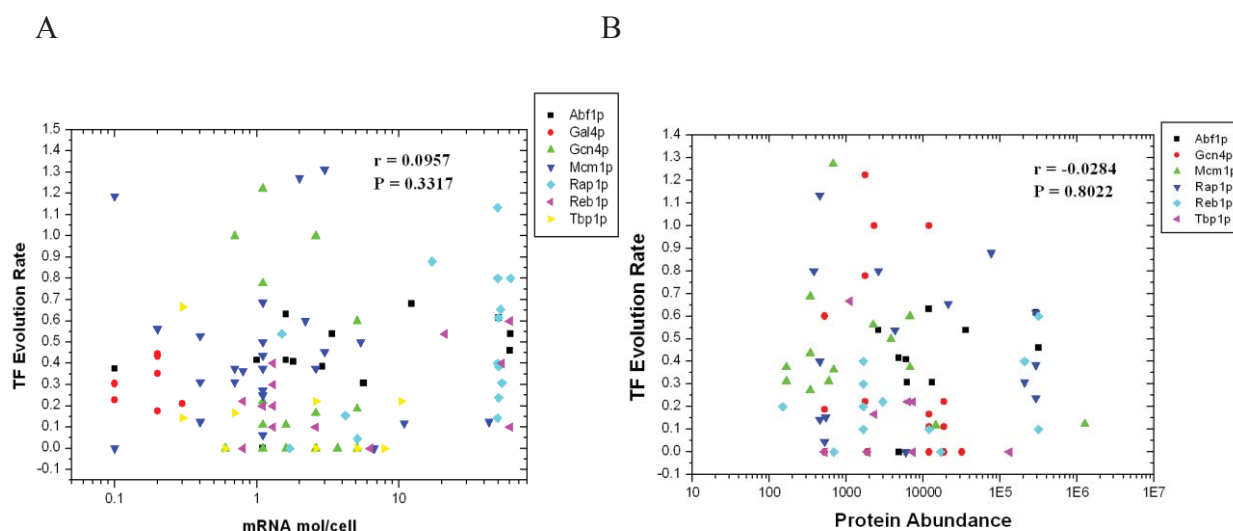 A
B
Abf1p
Gal4p
Gcn4p
Mcm1p
Rap1p
Reb1p
Tbp1p
r = 0.0957
P = 0.3317
1.5
1.4
1.3
1.2
1.1
1.0
0.9
0.8
0.7
0.6
0.5
0.4
0.3
0.2
0.1
0.0
-0.1
TF Evolution Rate
0.1
1
10
mRNA mol/cell
Abf1p
Gcn4p
Mcm1p
Rap1p
Reb1p
Tbp1p
r = -0.0284
P = 0.8022
1.4
1.3
1.2
1.1
1.0
0.9
0.8
0.7
0.6
0.5
0.4
0.3
0.2
0.1
0.0
-0.1
TF Evolution Rate
10
100
1000
10000
1E5
1E6
1E7
Protein Abundance